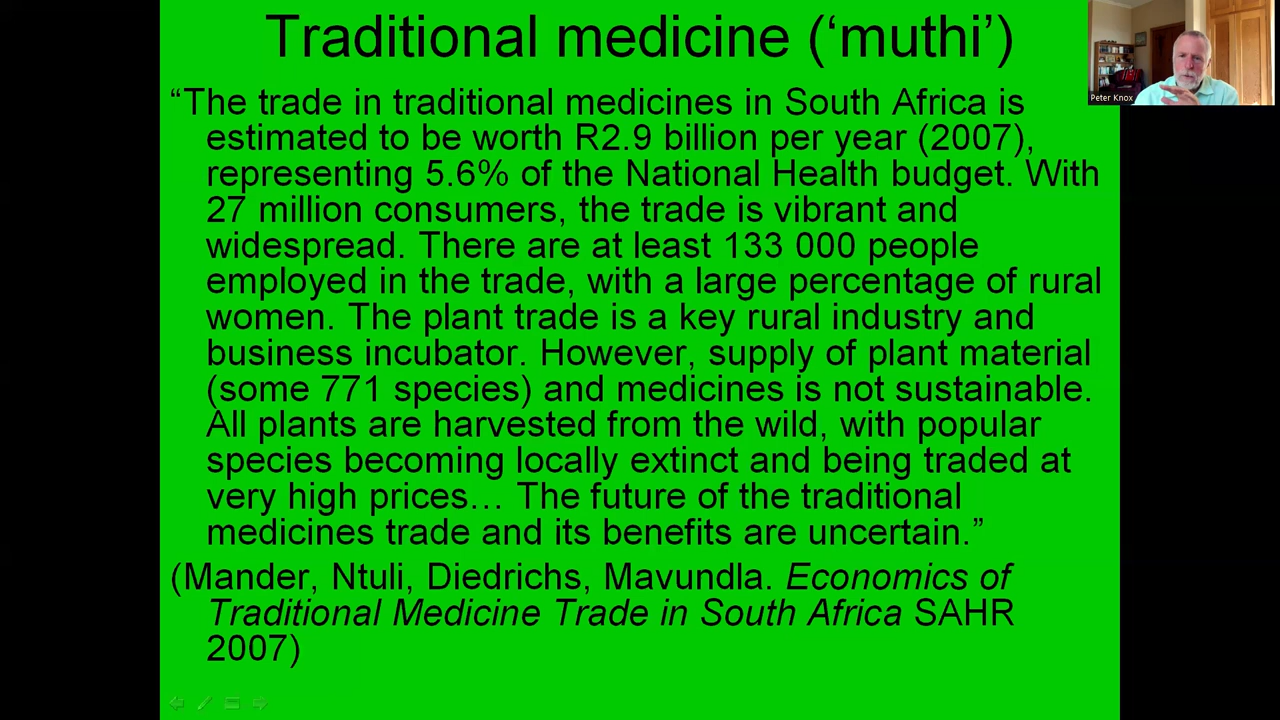 Traditional medicine (‘muthi’)
“The trade in traditional medicines in South Africa is
estimated to be worth R2.9 billion per year (2007),
representing 5.6% of the National Health budget. With
27 million consumers, the trade is vibrant and
widespread. There are at least 133 000 people
employed in the trade, with a large percentage of rural
women. The plant trade is a key rural industry and
business incubator. However, supply of plant material
(some 771 species) and medicines is not sustainable.
All plants are harvested from the wild, with popular
species becoming locally extinct and being traded at
very high prices… The future of the traditional
medicines trade and its benefits are uncertain.”
(Mander, Ntuli, Diedrichs, Mavundla. Economics of
Traditional Medicine Trade in South Africa SAHR
2007)
Peter Knox